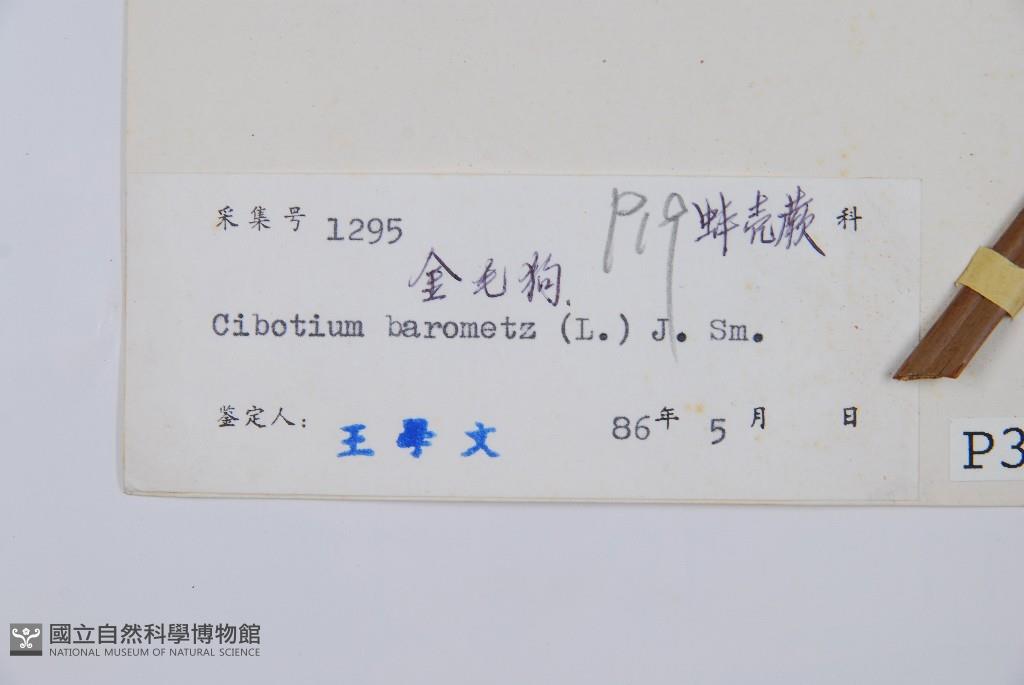 采集号 1295 P19 蚌壳蕨 科
金毛狗
Cibotium barometz (L.) J. Sm.
鉴定人: 王學文 86年 5月 日
P3
國立自然科學博物館
NATIONAL MUSEUM OF NATURAL SCIENCE